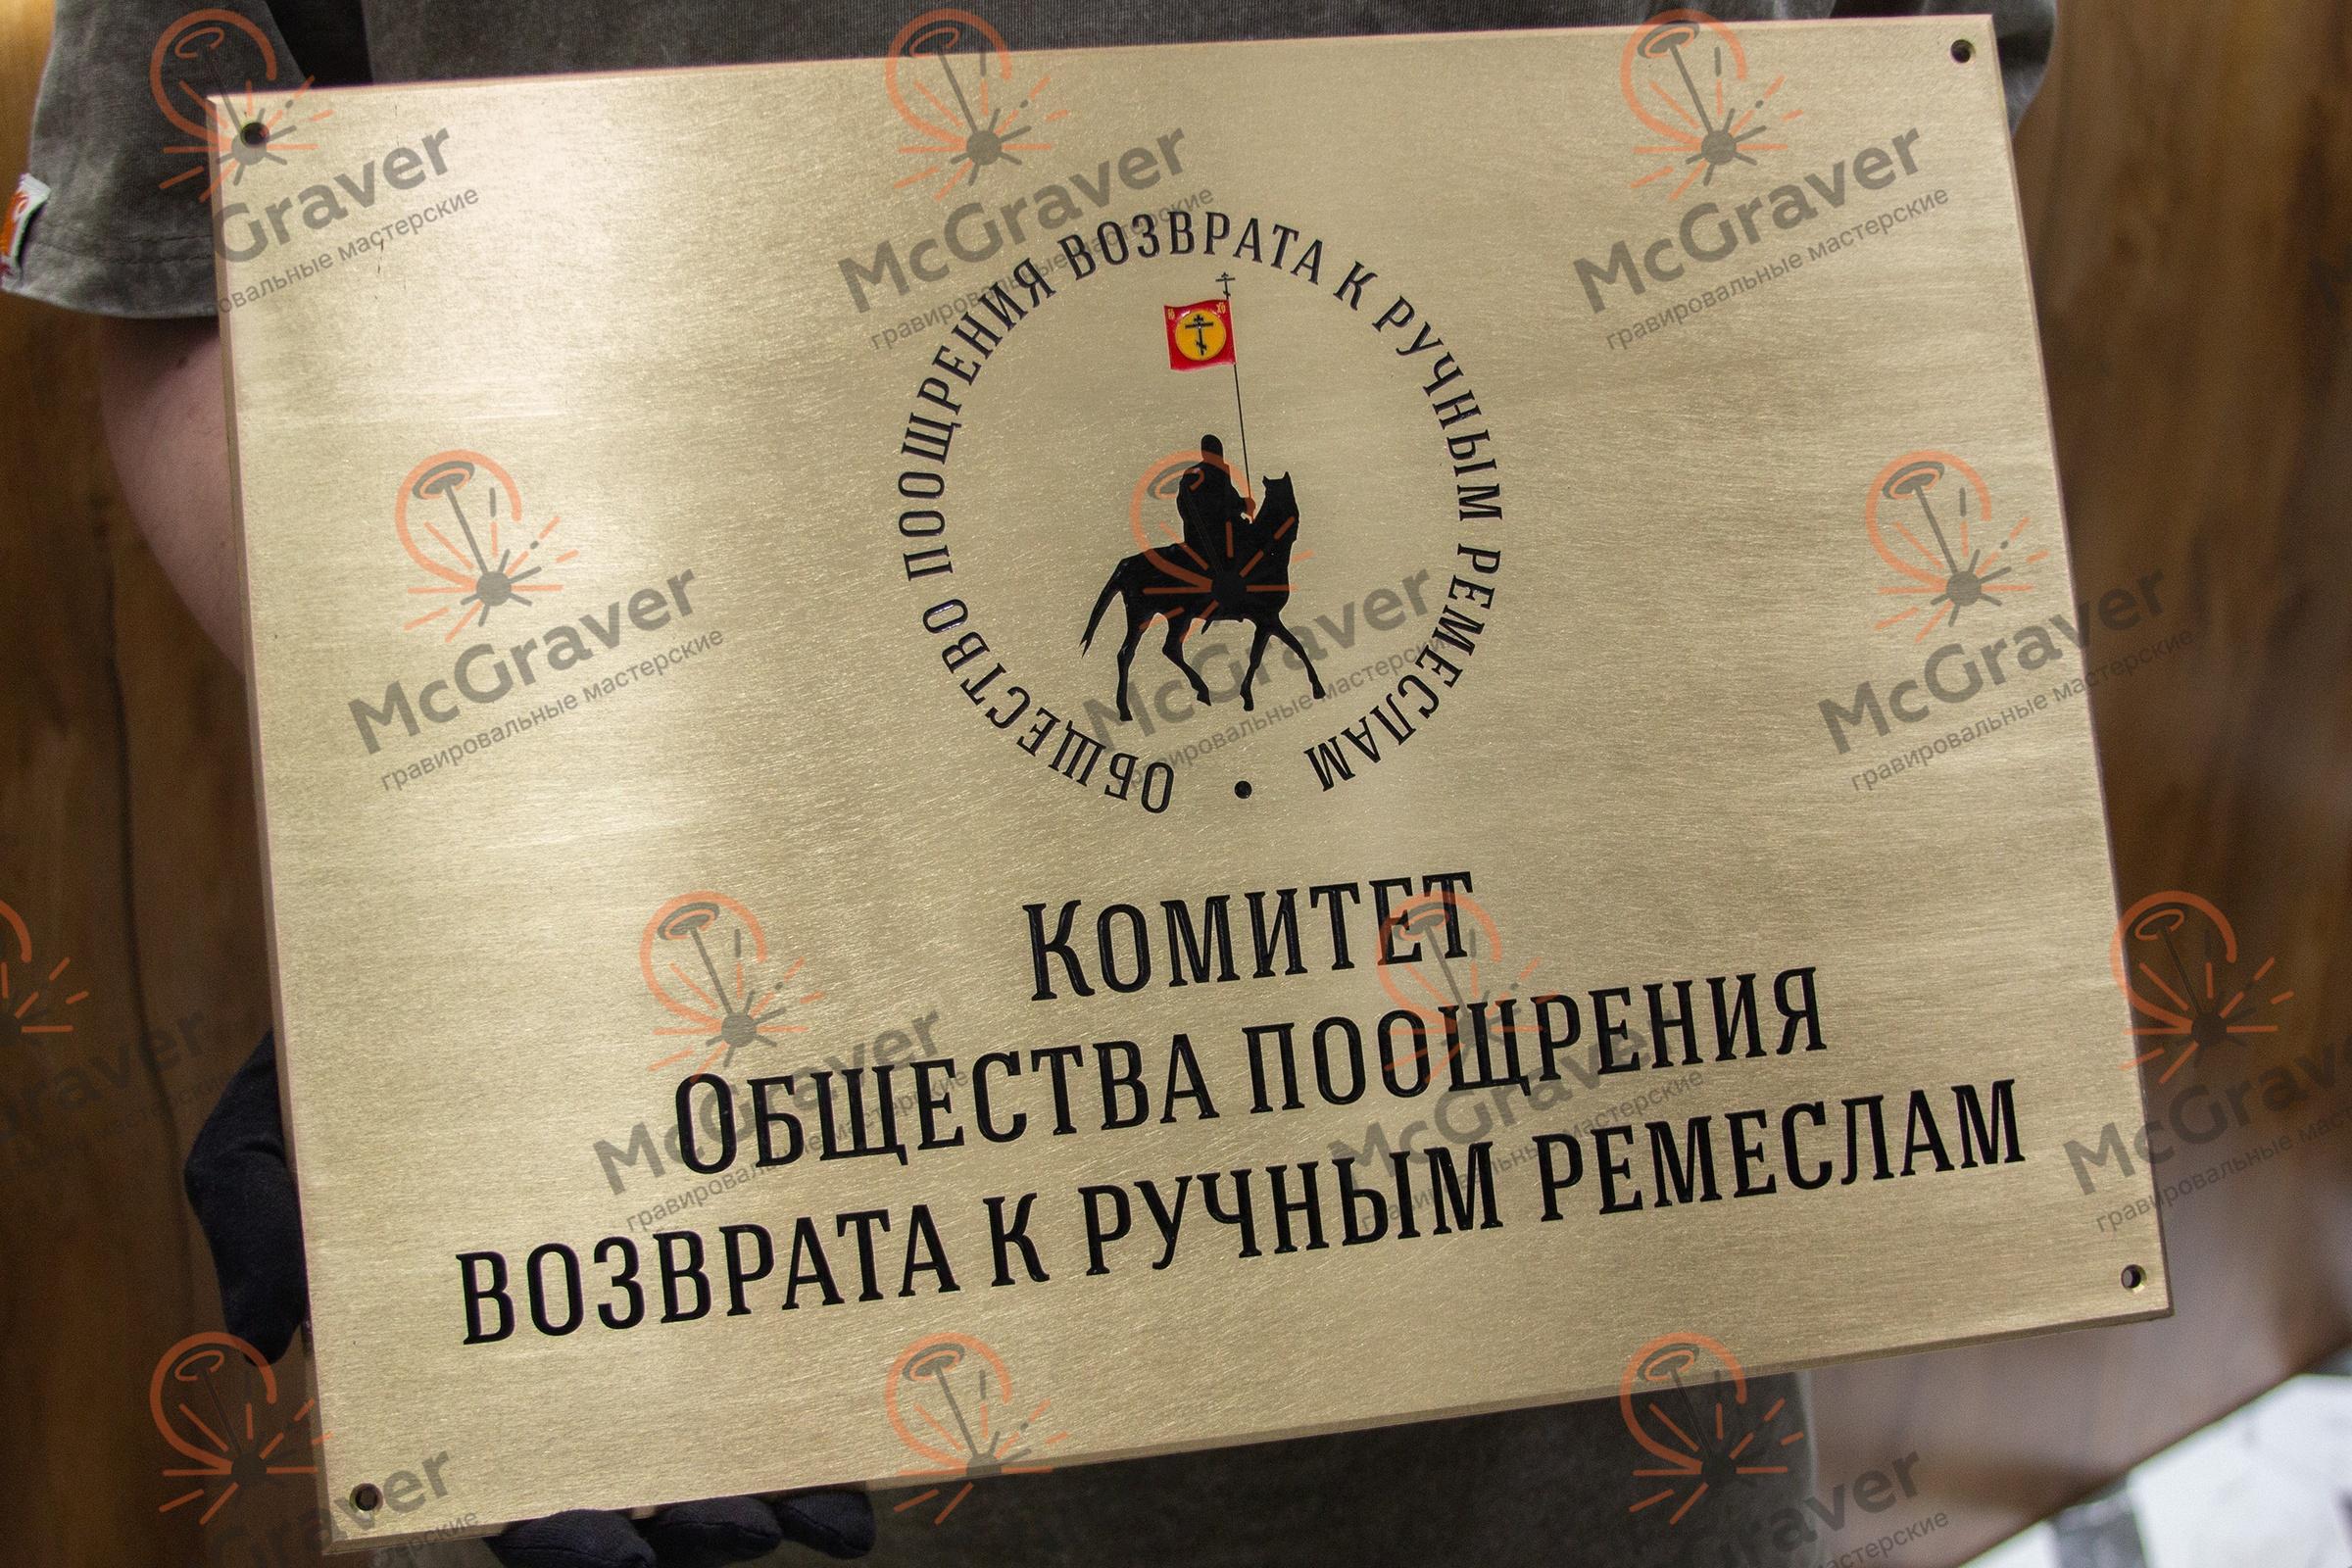 ОБЩЕСТВО ПООЩРЕНИЯ ВОЗВРАТА К РУЧНЫМ РЕМЕСЛАМ •
КОМИТЕТ
ОБЩЕСТВА ПООЩРЕНИЯ
ВОЗВРАТА К РУЧНЫМ РЕМЕСЛАМ
McGraver
гравировальные мастерские